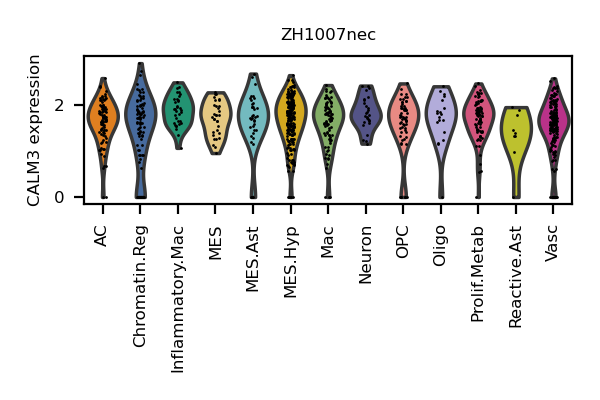 ZH1007nec
CALM3 expression
2
0
AC
Chromatin.Reg
Inflammatory.Mac
MES
MES.Ast
MES.Hyp
Mac
Neuron
OPC
Oligo
Prolif.Metab
Reactive.Ast
Vasc